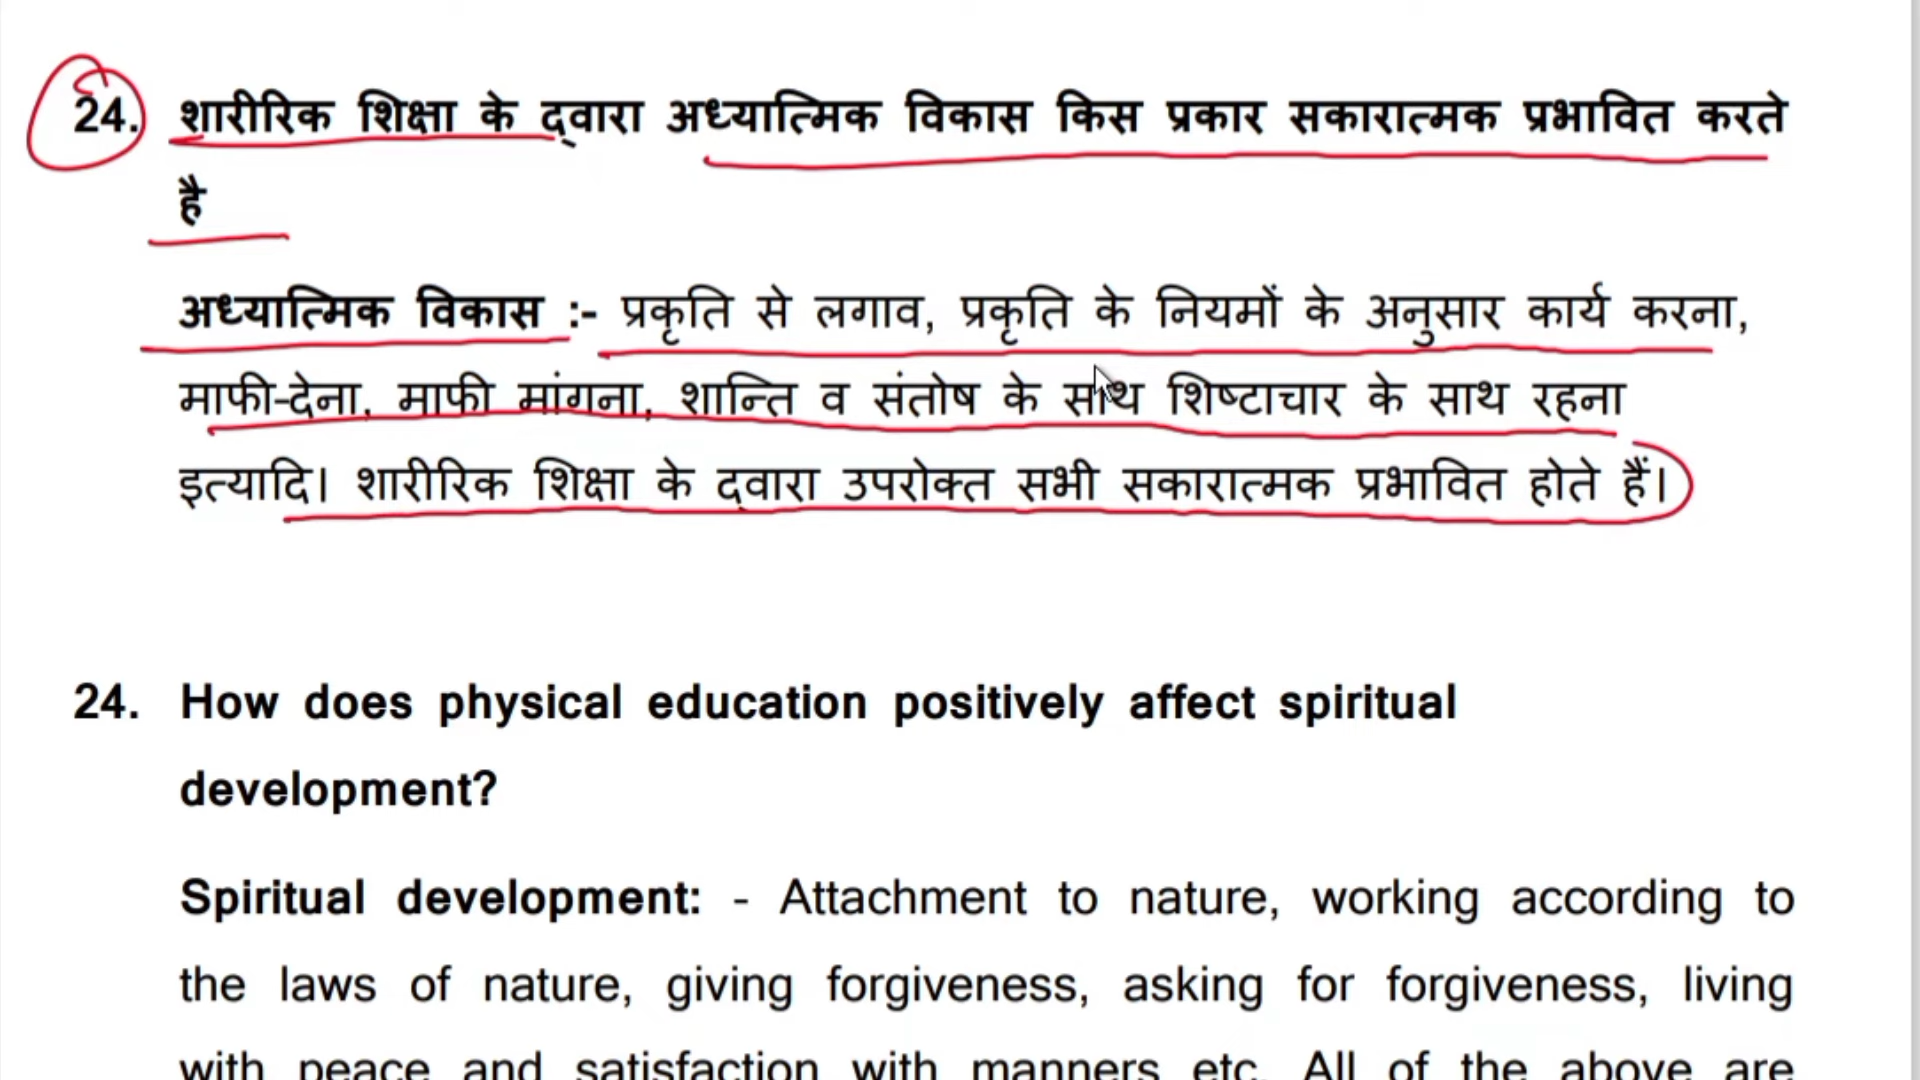 24. शारीरिक शिक्षा के द्वारा अध्यात्मिक विकास किस प्रकार सकारात्मक प्रभावित करते
है
अध्यात्मिक विकास :- प्रकृति से लगाव, प्रकृति के नियमों के अनुसार कार्य करना,
माफी-देना, माफी मांगना, शान्ति व संतोष के साथ शिष्टाचार के साथ रहना
इत्यादि। शारीरिक शिक्षा के द्वारा उपरोक्त सभी सकारात्मक प्रभावित होते हैं।
24. How does physical education positively affect spiritual
development?
Spiritual development: - Attachment to nature, working according to
the laws of nature, giving forgiveness, asking for forgiveness, living
with peace and satisfaction with manners etc. All of the above are